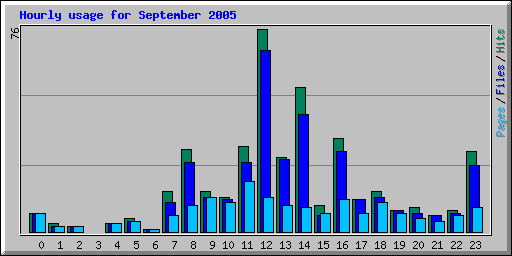 Hourly usage for September 2005
76
Pages / Files / Hits
0 1 2 3 4 5 6 7 8 9 10 11 12 13 14 15 16 17 18 19 20 21 22 23